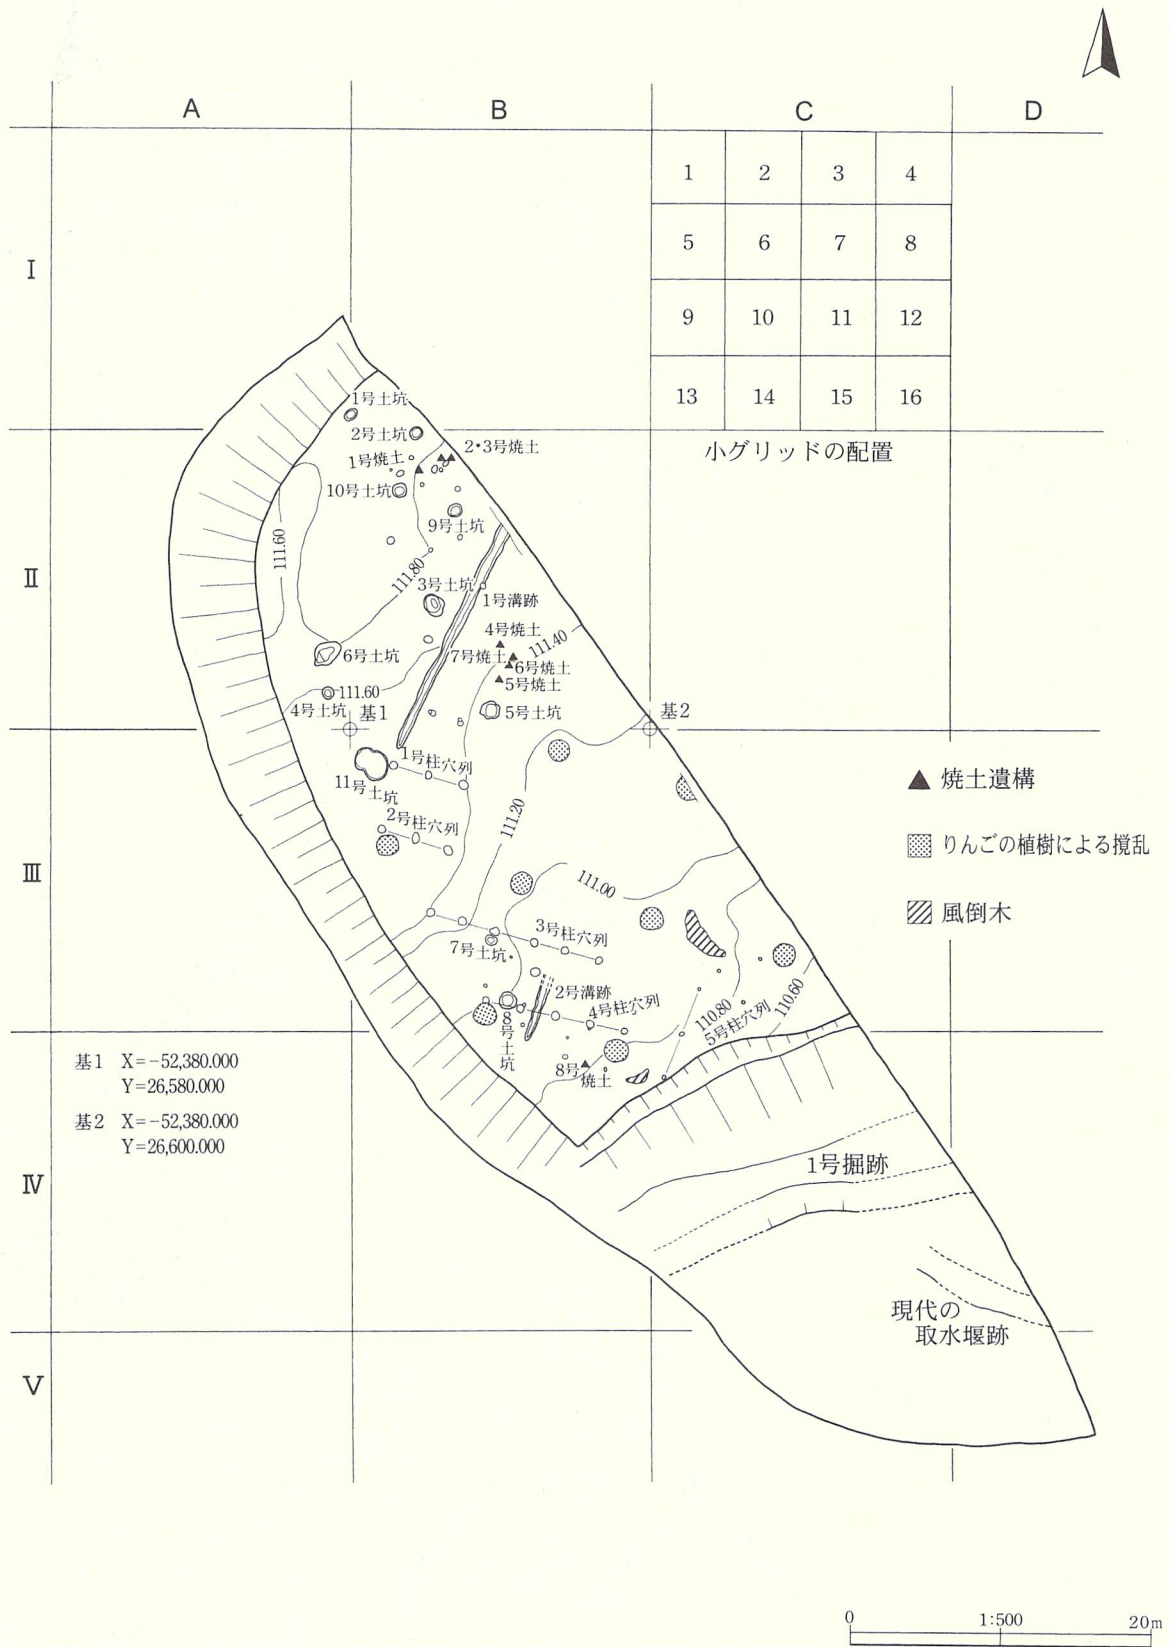 A
B
C
D
1 2 3 4
5 6 7 8
9 10 11 12
13 14 15 16
小グリッドの配置
Ⅰ
Ⅱ
Ⅲ
Ⅳ
Ⅴ
1号土坑
2号土坑
2・3号焼土
1号焼土
10号土坑
9号土坑
111.60
111.80
3号土坑
1号溝跡
4号焼土
111.40
7号焼土
6号焼土
5号焼土
6号土坑
111.60
4号土坑
基1
5号土坑
基2
1号柱穴列
11号土坑
2号柱穴列
111.20
111.00
3号柱穴列
7号土坑
2号溝跡
4号柱穴列
8号土坑
110.80
5号柱穴列
110.60
8号焼土
焼土遺構
りんごの植樹による撹乱
風倒木
基1 X=-52,380.000
Y=26,580.000
基2 X=-52,380.000
Y=26,600.000
1号掘跡
現代の
取水堰跡
0 1:500 20m